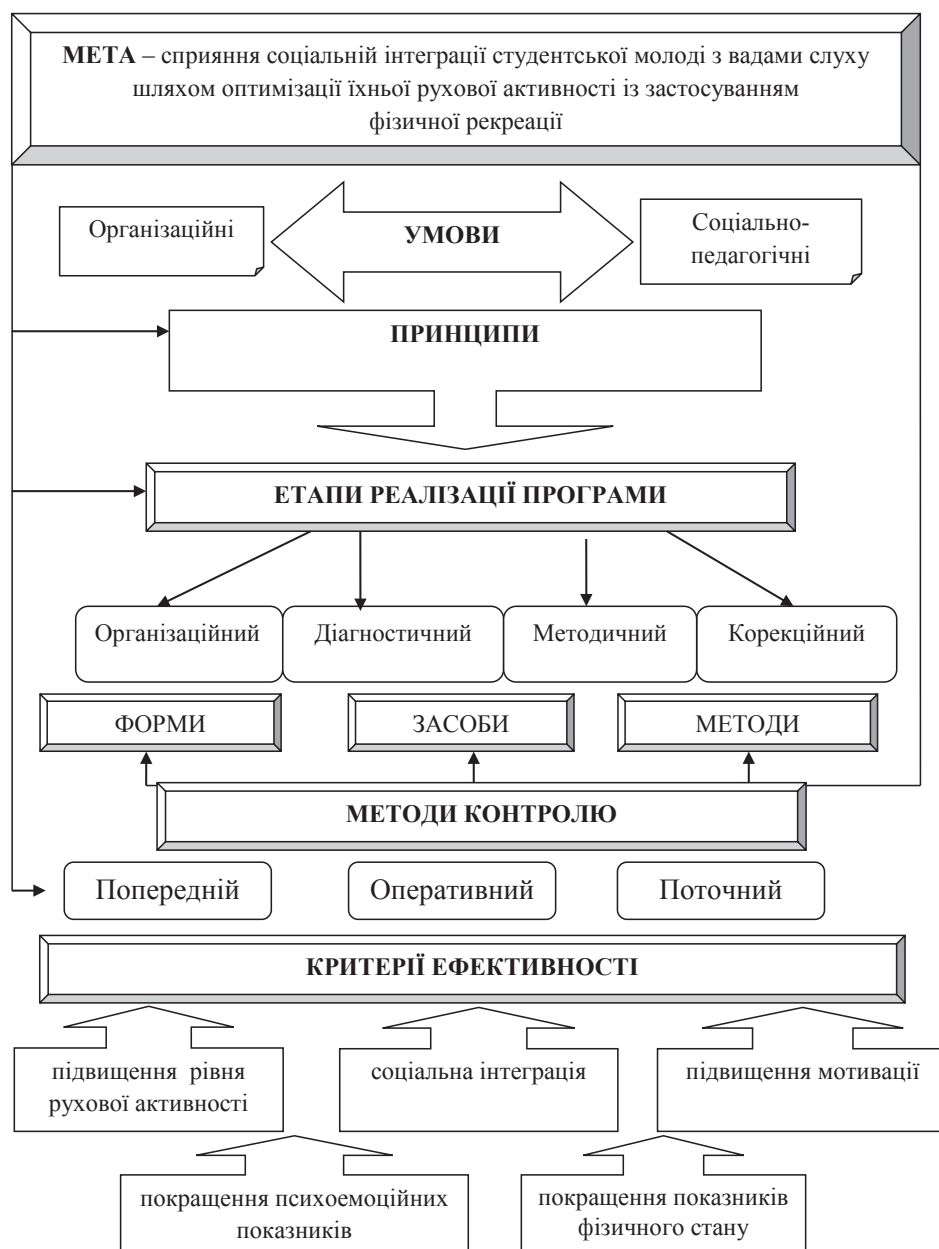 МЕТА – сприяння соціальній інтеграції студентської молоді з вадами слуху
шляхом оптимізації їхньої рухової активності із застосуванням
фізичної рекреації
Організаційні
УМОВИ
Соціально-
педагогічні
ПРИНЦИПИ
ЕТАПИ РЕАЛІЗАЦІЇ ПРОГРАМИ
Організаційний
Діагностичний
Методичний
Корекційний
ФОРМИ
ЗАСОБИ
МЕТОДИ
МЕТОДИ КОНТРОЛЮ
Попередній
Оперативний
Поточний
КРИТЕРІЇ ЕФЕКТИВНОСТІ
підвищення рівня
рухової активності
соціальна інтеграція
підвищення мотивації
покращення психоемоційних
показників
покращення показників
фізичного стану